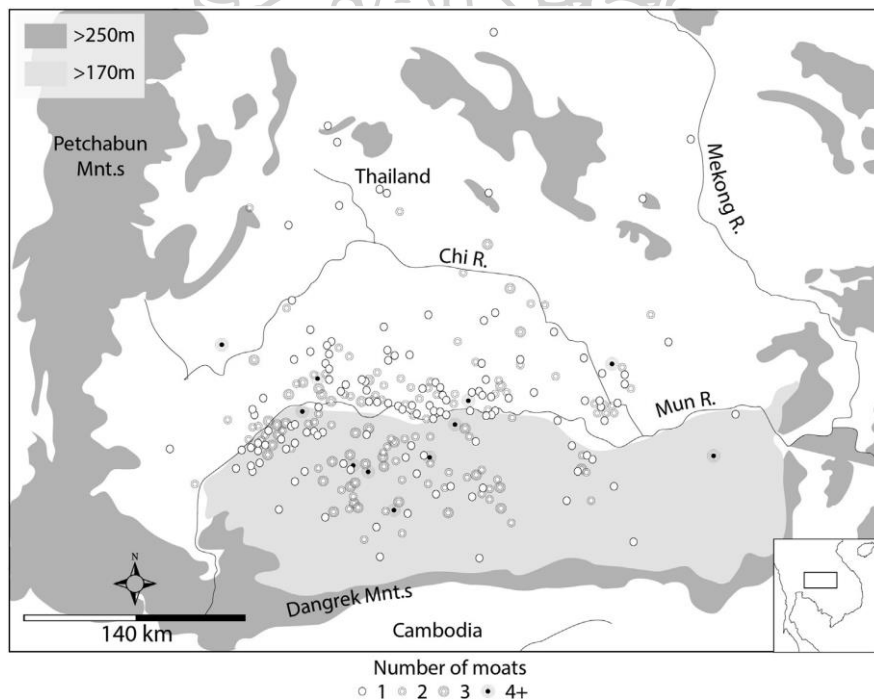 >250m
>170m
Petchabun
Mnt.s
Thailand
Mekong R.
Chi R.
Mun R.
N
Dangrek Mnt.s
140 km
Cambodia
Number of moats
1 2 3 4+